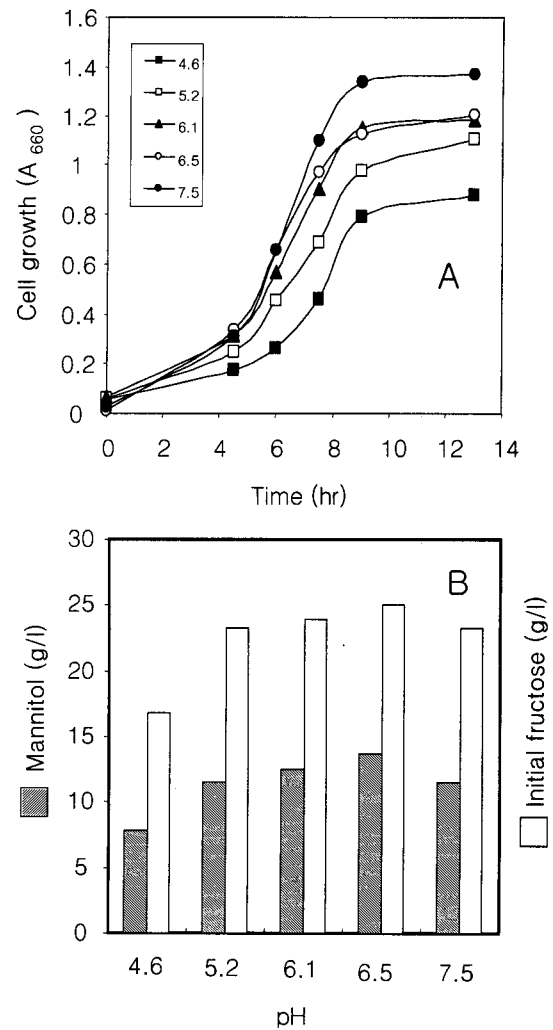 1.6
1.4
1.2
1
0.8
0.6
0.4
0.2
0
Cell growth (A660)
4.6
5.2
6.1
6.5
7.5
A
0 2 4 6 8 10 12 14
Time (hr)
30
25
20
15
10
5
0
Mannitol (g/l)
B
Initial fructose (g/l)
4.6 5.2 6.1 6.5 7.5
pH